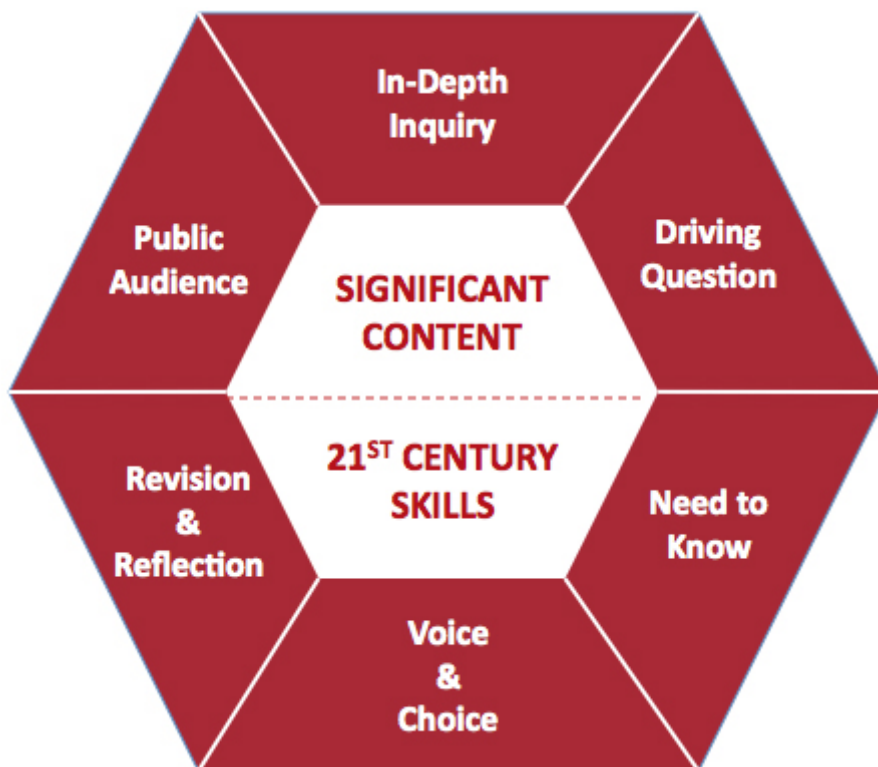 In-Depth
Inquiry
Driving
Question
Need to
Know
Voice
&
Choice
Revision
&
Reflection
Public
Audience
SIGNIFICANT
CONTENT
21ST CENTURY
SKILLS